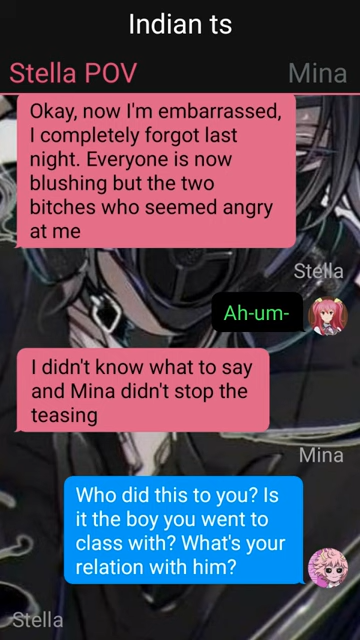 Indian ts
Stella POV
Mina
Okay, now I'm embarrassed,
I completely forgot last
night. Everyone is now
blushing but the two
bitches who seemed angry
at me
Stella
Ah-um-
I didn't know what to say
and Mina didn't stop the
teasing
Mina
Who did this to you? Is
it the boy you went to
class with? What's your
relation with him?
Stella